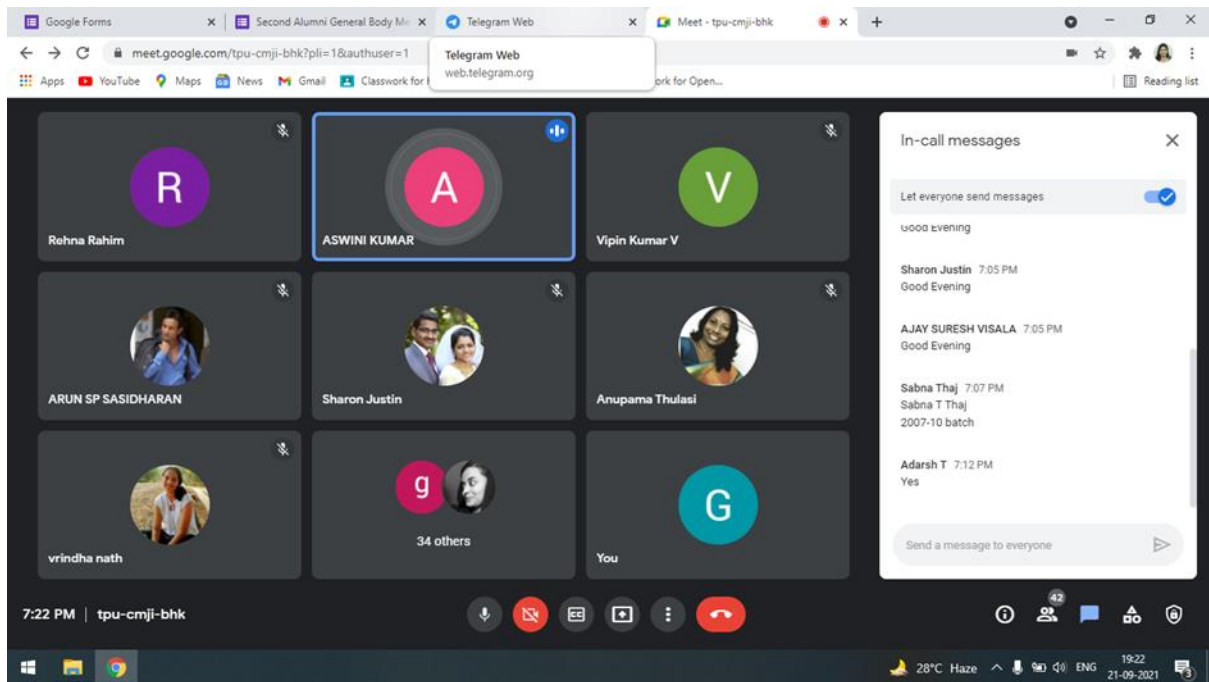 Google Forms
Second Alumni General Body Me
Telegram Web
Meet - tpu-cmji-bhk
meet.google.com/tpu-cmji-bhk?pli=1&authuser=1
Telegram Web
web.telegram.org
Apps
YouTube
Maps
News
Gmail
Classwork for
ork for Open...
Reading list
R
Rehna Rahim
A
ASWINI KUMAR
V
Vipin Kumar V
ARUN SP SASIDHARAN
Sharon Justin
Anupama Thulasi
vrindha nath
g
34 others
G
You
In-call messages
Let everyone send messages
Good Evening
Sharon Justin 7:05 PM
Good Evening
AJAY SURESH VISALA 7:05 PM
Good Evening
Sabna Thaj 7:07 PM
Sabna T Thaj
2007-10 batch
Adarsh T 7:12 PM
Yes
Send a message to everyone
7:22 PM | tpu-cmji-bhk
CC
42
28°C Haze
ENG
19:22
21-09-2021
3